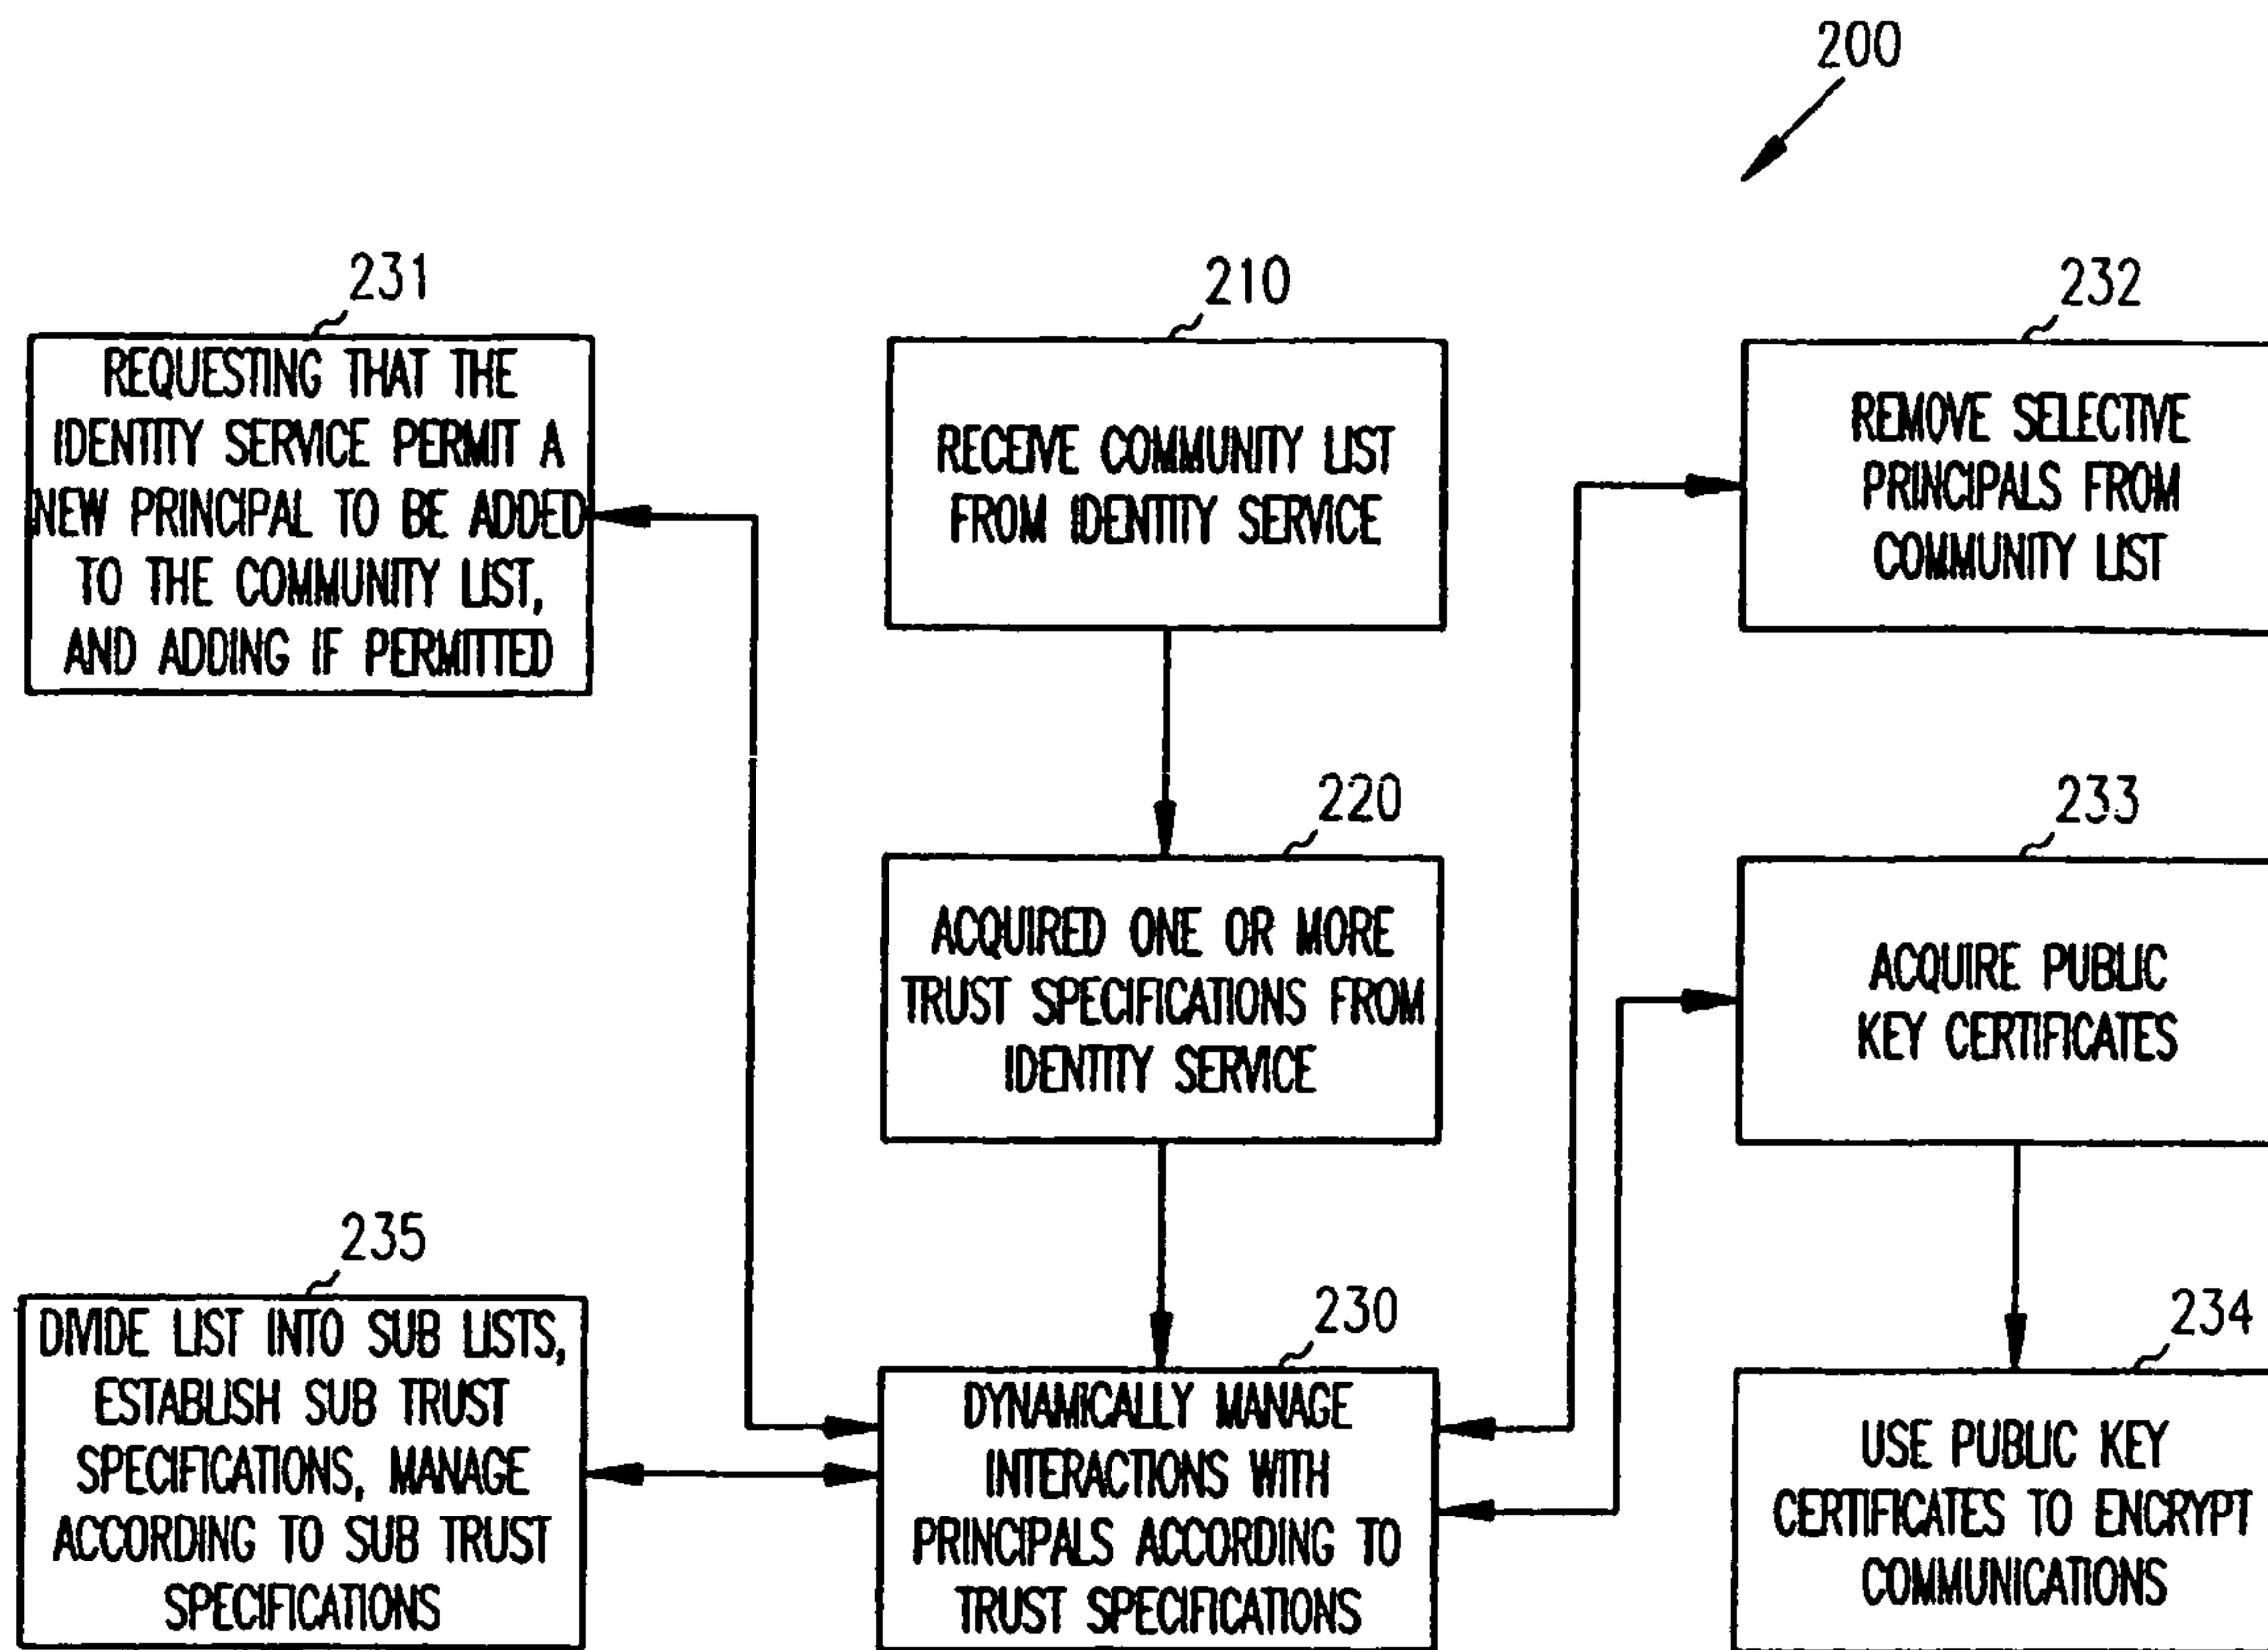 200
231
REQUESTING THAT THE
IDENTITY SERVICE PERMIT A
NEW PRINCIPAL TO BE ADDED
TO THE COMMUNITY LIST,
AND ADDING IF PERMITTED
210
RECEIVE COMMUNITY LIST
FROM IDENTITY SERVICE
232
REMOVE SELECTIVE
PRINCIPALS FROM
COMMUNITY LIST
220
ACQUIRED ONE OR MORE
TRUST SPECIFICATIONS FROM
IDENTITY SERVICE
233
ACQUIRE PUBLIC
KEY CERTIFICATES
235
DIVIDE LIST INTO SUB LISTS,
ESTABLISH SUB TRUST
SPECIFICATIONS, MANAGE
ACCORDING TO SUB TRUST
SPECIFICATIONS
230
DYNAMICALLY MANAGE
INTERACTIONS WITH
PRINCIPALS ACCORDING TO
TRUST SPECIFICATIONS
234
USE PUBLIC KEY
CERTIFICATES TO ENCRYPT
COMMUNICATIONS